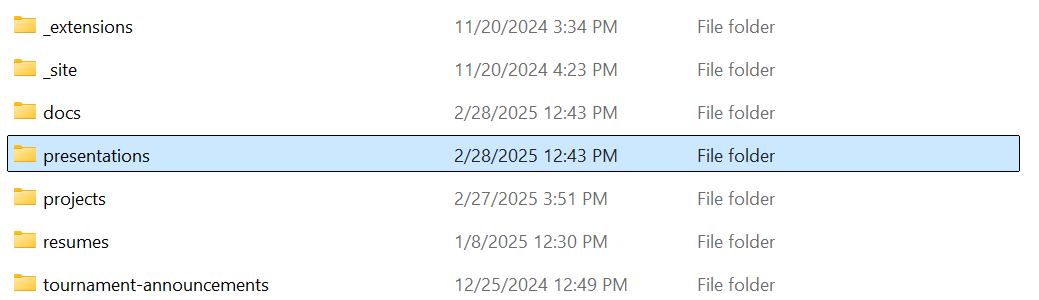 _extensions 11/20/2024 3:34 PM File folder
_site 11/20/2024 4:23 PM File folder
docs 2/28/2025 12:43 PM File folder
presentations 2/28/2025 12:43 PM File folder
projects 2/27/2025 3:51 PM File folder
resumes 1/8/2025 12:30 PM File folder
tournament-announcements 12/25/2024 12:49 PM File folder